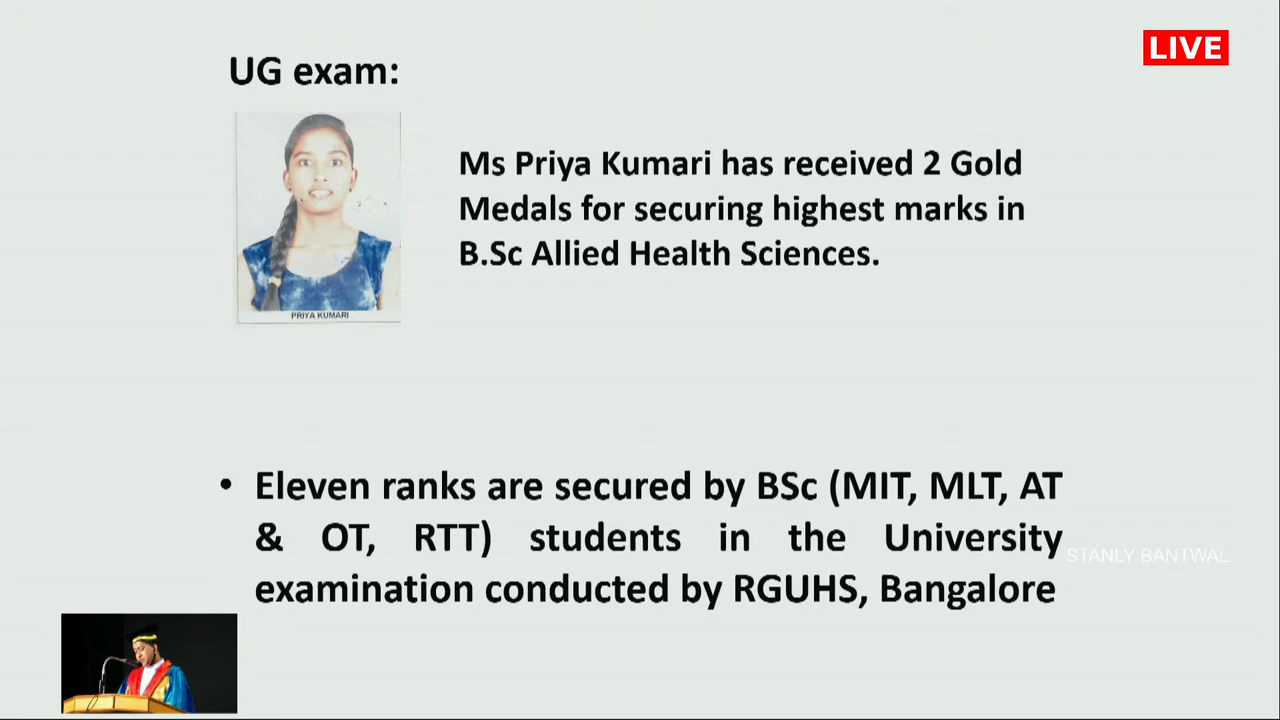 LIVE
UG exam:
Ms Priya Kumari has received 2 Gold
Medals for securing highest marks in
B.Sc Allied Health Sciences.
PRIYA KUMARI
• Eleven ranks are secured by BSc (MIT, MLT, AT
& OT, RTT) students in the University
examination conducted by RGUHS, Bangalore
STANLY BANTWAL